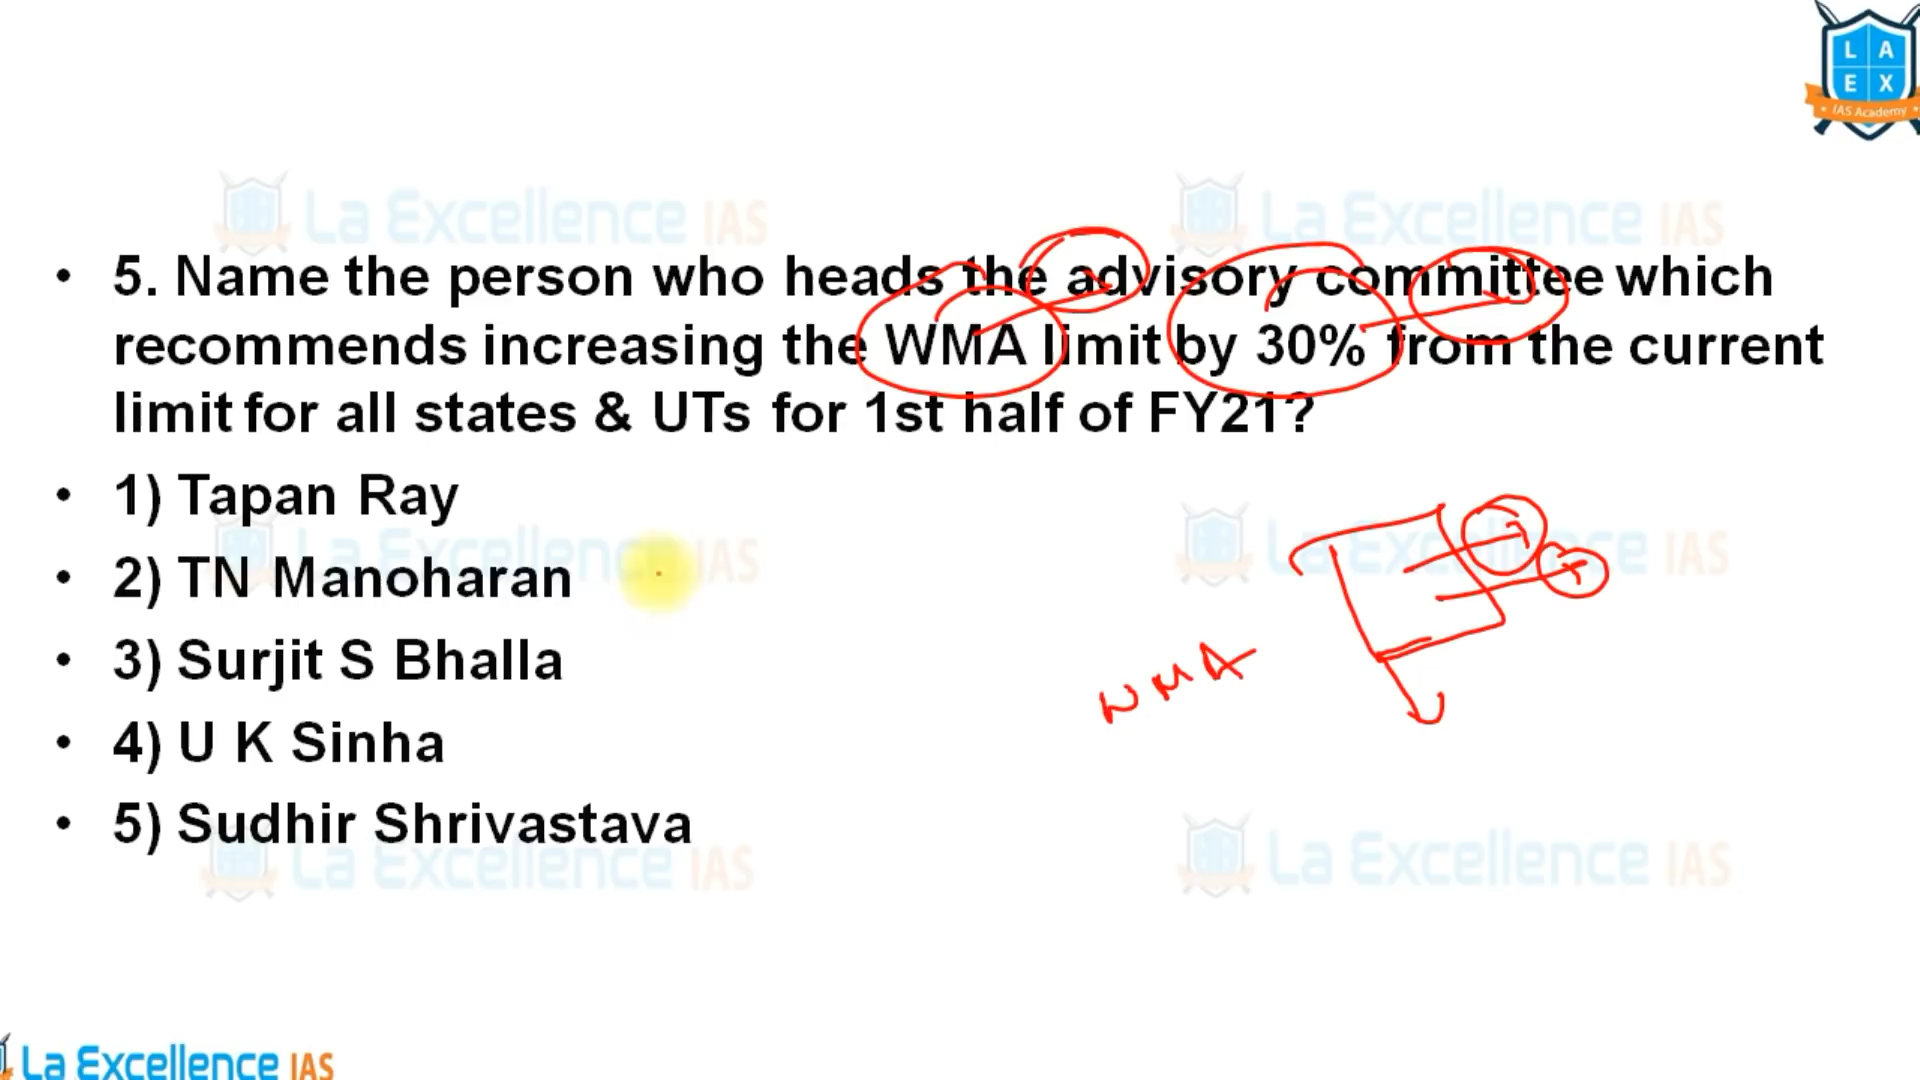 L A
E X
IAS Academy
La Excellence IAS
La Excellence IAS
• 5. Name the person who heads the advisory committee which
recommends increasing the WMA limit by 30% from the current
limit for all states & UTs for 1st half of FY21?
• 1) Tapan Ray
La Excellence IAS
La Excellence IAS
• 2) TN Manoharan
• 3) Surjit S Bhalla
WMA
• 4) U K Sinha
• 5) Sudhir Shrivastava
La Excellence IAS
La Excellence IAS
La Excellence IAS